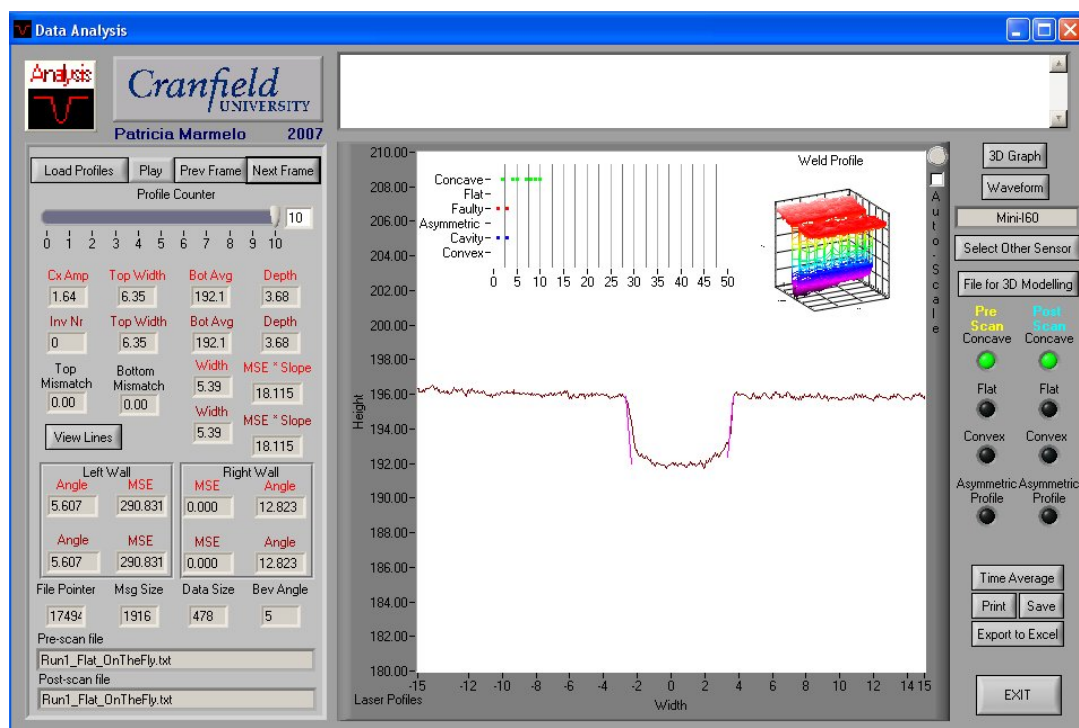 Data Analysis
Analysis
Cranfield
UNIVERSITY
Patricia Marmelo 2007
Load Profiles Play Prev Frame Next Frame
Profile Counter
10
0 1 2 3 4 5 6 7 8 9 10
Cx Amp Top Width Bot Avg Depth
1.64 6.35 192.1 3.68
Inv Nr Top Width Bot Avg Depth
0 6.35 192.1 3.68
Top Mismatch Bottom Mismatch Width MSE * Slope
0.00 0.00 5.39 18.115
Width MSE * Slope
5.39 18.115
View Lines
Left Wall Right Wall
Angle MSE MSE Angle
5.607 290.831 0.000 12.823
Angle MSE MSE Angle
5.607 290.831 0.000 12.823
File Pointer Msg Size Data Size Bev Angle
1916 478 5
Pre-scan file
Run1_Flat_OnTheFly.txt
Post-scan file
Run1_Flat_OnTheFly.txt
210.00
208.00
206.00
204.00
202.00
200.00
198.00
196.00
194.00
192.00
190.00
188.00
186.00
184.00
182.00
180.00
Height
-15 -12 -10 -8 -6 -4 -2 0 2 4 6 8 10 12 14 15
Width
Laser Pofiles
Concave
Flat
Faulty
Asymmetric
Cavity
Convex
0 5 10 15 20 25 30 35 40 45 50
Weld Profile
Auto-Scale
3D Graph
Waveform
Mini-I60
Select Other Sensor
File for 3D Modelling
Pre Scan Post Scan
Concave Concave
Flat Flat
Convex Convex
Asymmetric Profile Asymmetric Profile
Time Average
Print Save
Export to Excel
EXIT